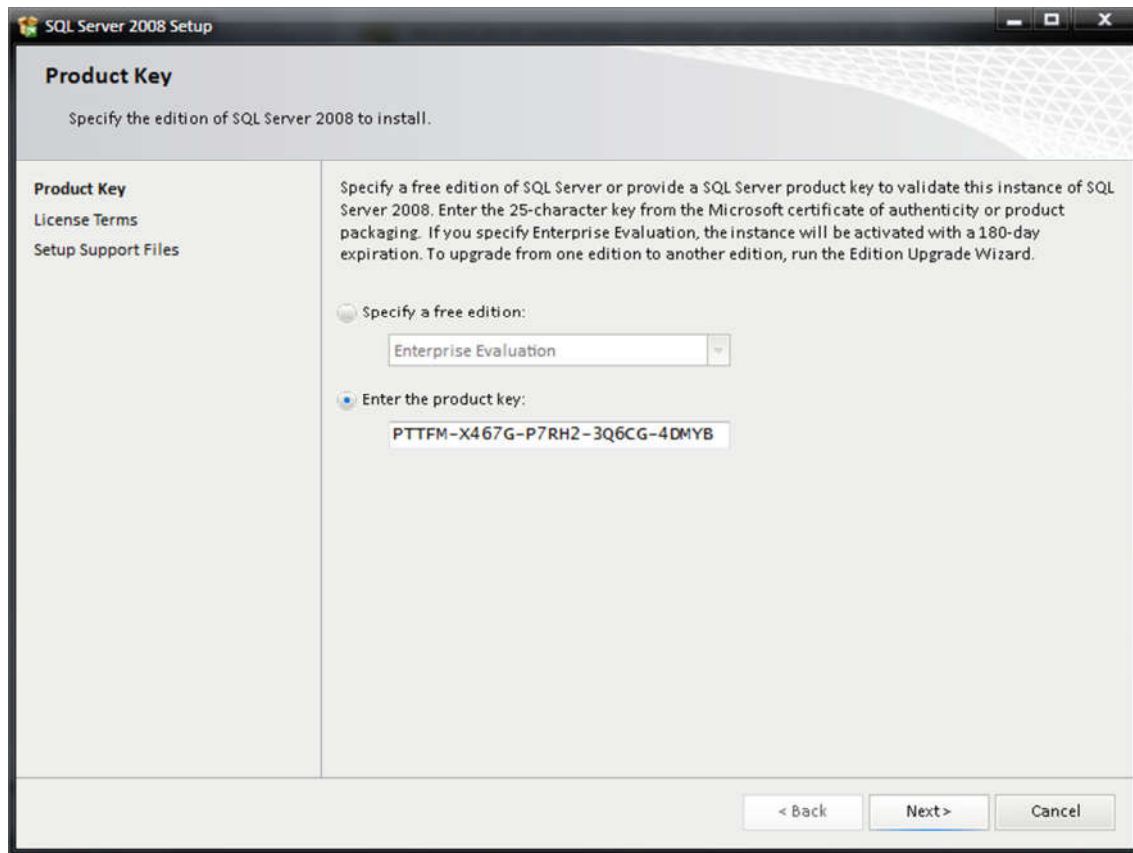 SQL Server 2008 Setup
Product Key
Specify the edition of SQL Server 2008 to install.
Product Key
License Terms
Setup Support Files
Specify a free edition of SQL Server or provide a SQL Server product key to validate this instance of SQL
Server 2008. Enter the 25-character key from the Microsoft certificate of authenticity or product
packaging. If you specify Enterprise Evaluation, the instance will be activated with a 180-day
expiration. To upgrade from one edition to another edition, run the Edition Upgrade Wizard.
Specify a free edition:
Enterprise Evaluation
Enter the product key:
PTTFM-X467G-P7RH2-3Q6CG-4DMYB
< Back
Next >
Cancel